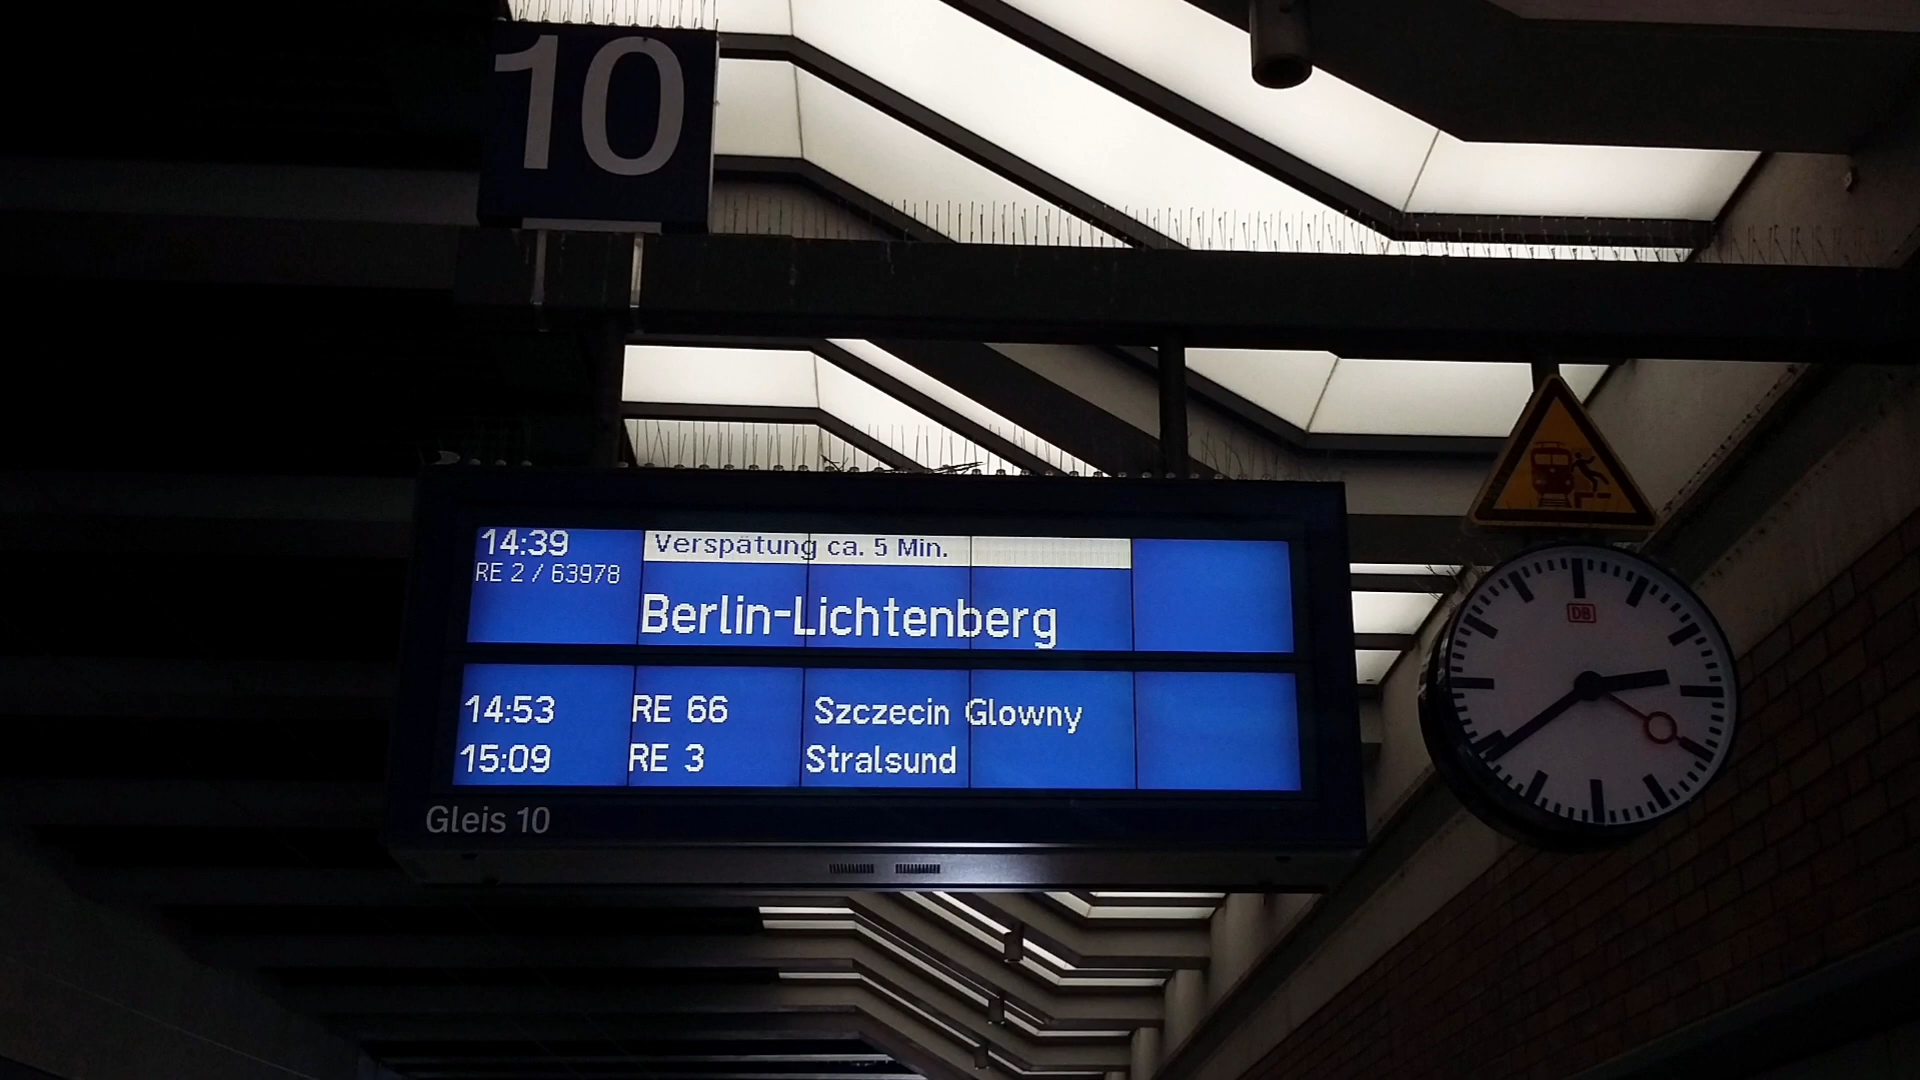 10
14:39 Verspätung ca. 5 Min.
RE 2 / 63978
Berlin-Lichtenberg
14:53 RE 66 Szczecin Glowny
15:09 RE 3 Stralsund
Gleis 10
DB